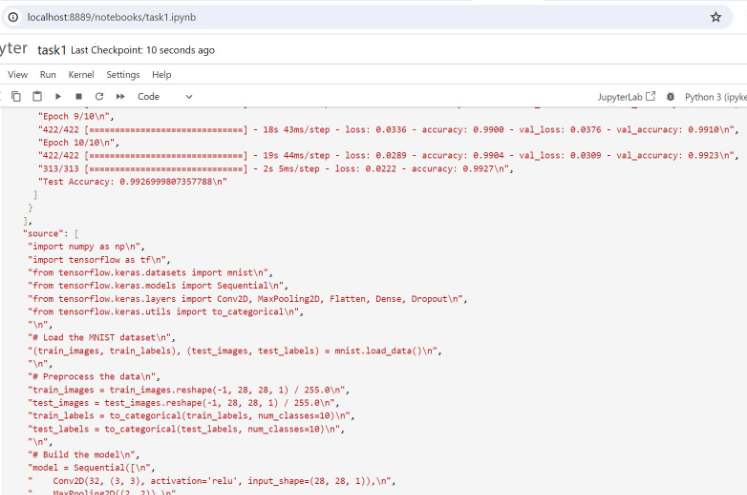 localhost:8889/notebooks/task1.ipynb
yter task1 Last Checkpoint: 10 seconds ago
View Run Kernel Settings Help
Code JupyterLab Python 3 (ipyke
"Epoch 9/10\n",
"422/422 [==============================] - 18s 43ms/step - loss: 0.0336 - accuracy: 0.9900 - val_loss: 0.0376 - val_accuracy: 0.9910\n",
"Epoch 10/10\n",
"422/422 [==============================] - 19s 44ms/step - loss: 0.0289 - accuracy: 0.9904 - val_loss: 0.0309 - val_accuracy: 0.9923\n",
"313/313 [==============================] - 2s 5ms/step - loss: 0.0222 - accuracy: 0.9927\n",
"Test Accuracy: 0.9926999807357788\n"
]
}
],
"source": [
"import numpy as np\n",
"import tensorflow as tf\n",
"from tensorflow.keras.datasets import mnist\n",
"from tensorflow.keras.models import Sequential\n",
"from tensorflow.keras.layers import Conv2D, MaxPooling2D, Flatten, Dense, Dropout\n",
"from tensorflow.keras.utils import to_categorical\n",
"\n",
"# Load the MNIST dataset\n",
"(train_images, train_labels), (test_images, test_labels) = mnist.load_data()\n",
"\n",
"# Preprocess the data\n",
"train_images = train_images.reshape(-1, 28, 28, 1) / 255.0\n",
"test_images = test_images.reshape(-1, 28, 28, 1) / 255.0\n",
"train_labels = to_categorical(train_labels, num_classes=10)\n",
"test_labels = to_categorical(test_labels, num_classes=10)\n",
"\n",
"# Build the model\n",
"model = Sequential([\n",
"    Conv2D(32, (3, 3), activation='relu', input_shape=(28, 28, 1)),\n",
"    MaxPooling2D((2, 2)),\n",